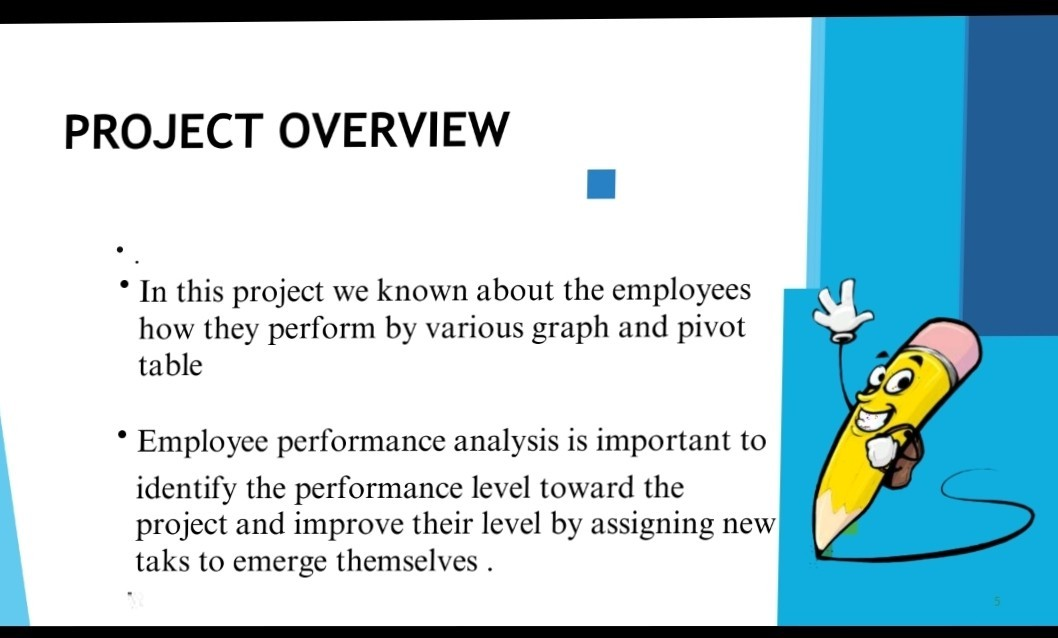 PROJECT OVERVIEW
• .
• In this project we known about the employees
how they perform by various graph and pivot
table
• Employee performance analysis is important to
identify the performance level toward the
project and improve their level by assigning new
taks to emerge themselves .
5